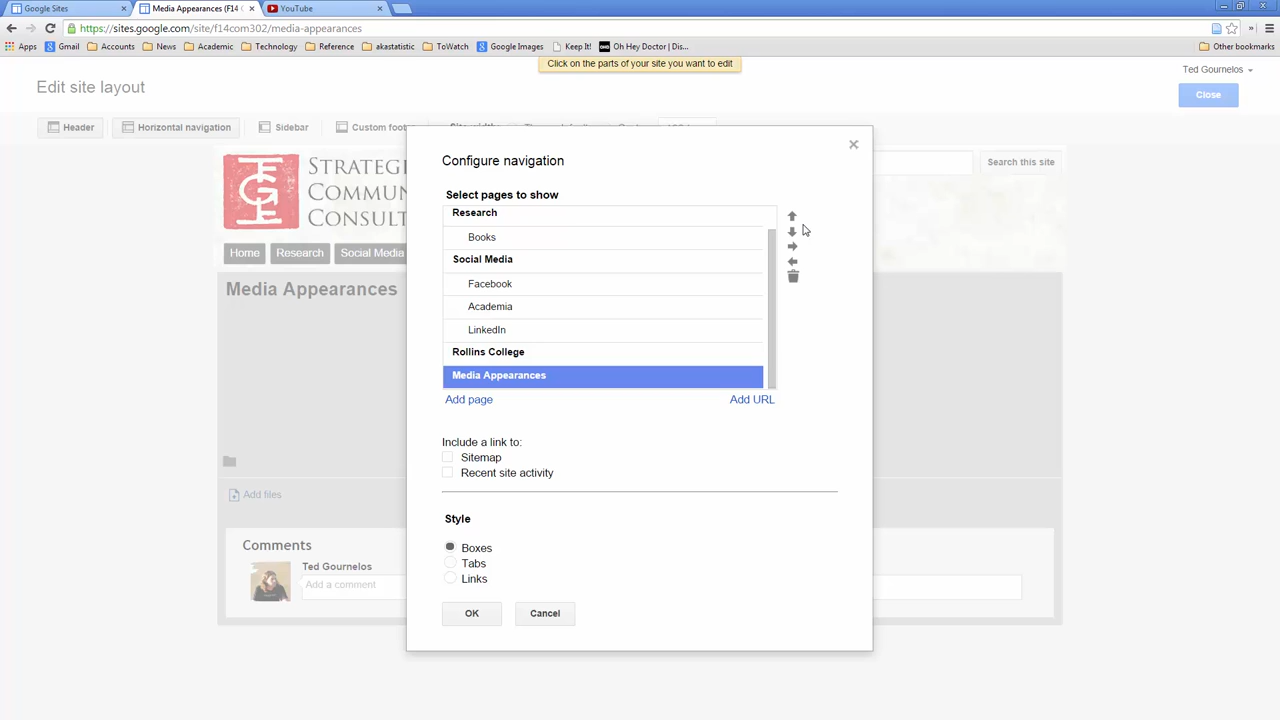 Google Sites
Media Appearances (F14
YouTube
https://sites.google.com/site/f14com302/media-appearances
Apps
Gmail
Accounts
News
Academic
Technology
Reference
akastatistic
ToWatch
Google Images
Keep It!
Oh Hey Doctor | Dis...
»
Other bookmarks
Click on the parts of your site you want to edit
Ted Gournelos
Edit site layout
Close
Header
Horizontal navigation
Sidebar
Custom foot
STRATEGI
COMMUN
CONSULT
Search this site
Home
Research
Social Media
Media Appearances
Add files
Comments
Ted Gournelos
Add a comment
Configure navigation
Select pages to show
Research
Books
Social Media
Facebook
Academia
LinkedIn
Rollins College
Media Appearances
Add page
Add URL
Include a link to:
Sitemap
Recent site activity
Style
Boxes
Tabs
Links
OK
Cancel